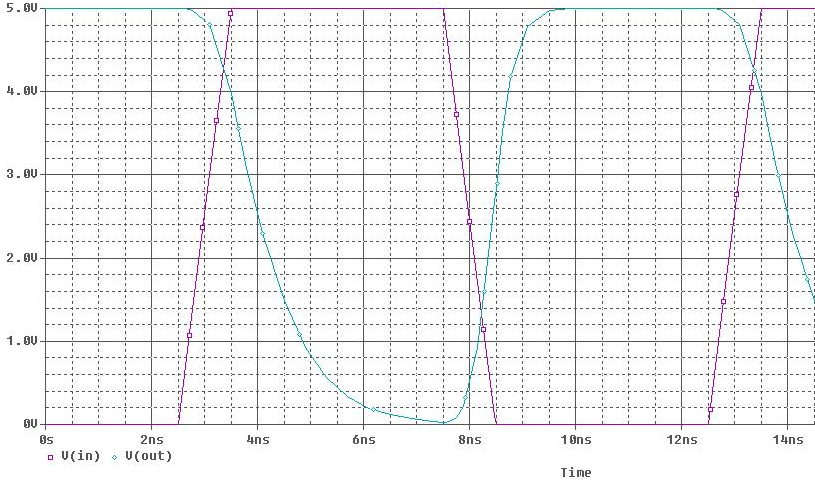 5.0V
4.0V
3.0V
2.0V
1.0V
0V
0s 2ns 4ns 6ns 8ns 10ns 12ns 14ns
V(in) V(out)
Time